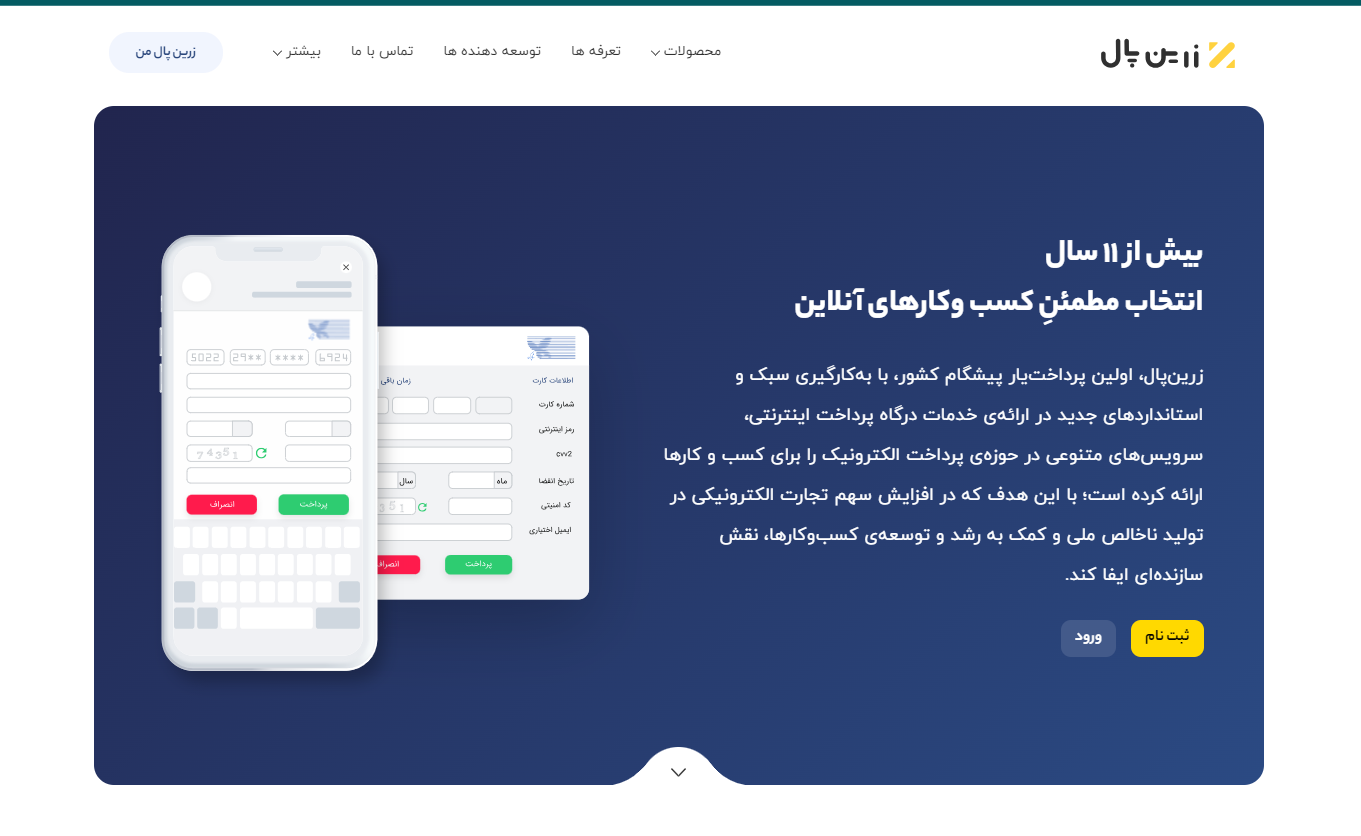 زرین پال
محصولات
تعرفه ها
توسعه دهنده ها
تماس با ما
بیشتر
زرین پال من
بیش از ۱۱ سال
انتخاب مطمئنِ کسب وکارهای آنلاین
زرین‌پال، اولین پرداخت‌یار پیشگام کشور، با به‌کارگیری سبک و
استانداردهای جدید در ارائه‌ی خدمات درگاه پرداخت اینترنتی،
سرویس‌های متنوعی در حوزه‌ی پرداخت الکترونیک را برای کسب و کارها
ارائه کرده است؛ با این هدف که در افزایش سهم تجارت الکترونیکی در
تولید ناخالص ملی و کمک به رشد و توسعه‌ی کسب‌وکارها، نقش
سازنده‌ای ایفا کند.
ثبت نام
ورود
اطلاعات کارت
زمان باقی
شماره کارت
رمز اینترنتی
cvv2
تاریخ انقضا
ماه
سال
کد امنیتی
351
ایمیل اختیاری
پرداخت
انصراف
5022 29** **** 6924
74351
پرداخت
انصراف